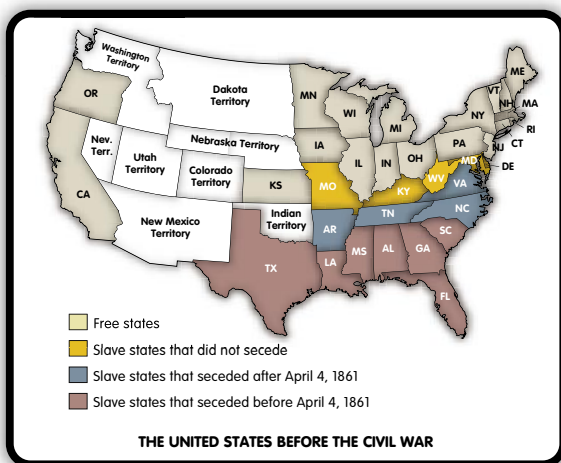 Washington
Territory
OR
Nev.
Terr.
CA
Utah
Territory
Dakota
Territory
Nebraska Territory
Colorado
Territory
New Mexico
Territory
KS
Indian
Territory
TX
MN
IA
MO
AR
LA
WI
IL
MI
IN
OH
KY
TN
MS
AL
GA
FL
SC
NC
VA
WV
MD
DE
PA
NJ
NY
CT
RI
MA
VT
NH
ME
Free states
Slave states that did not secede
Slave states that seceded after April 4, 1861
Slave states that seceded before April 4, 1861
THE UNITED STATES BEFORE THE CIVIL WAR